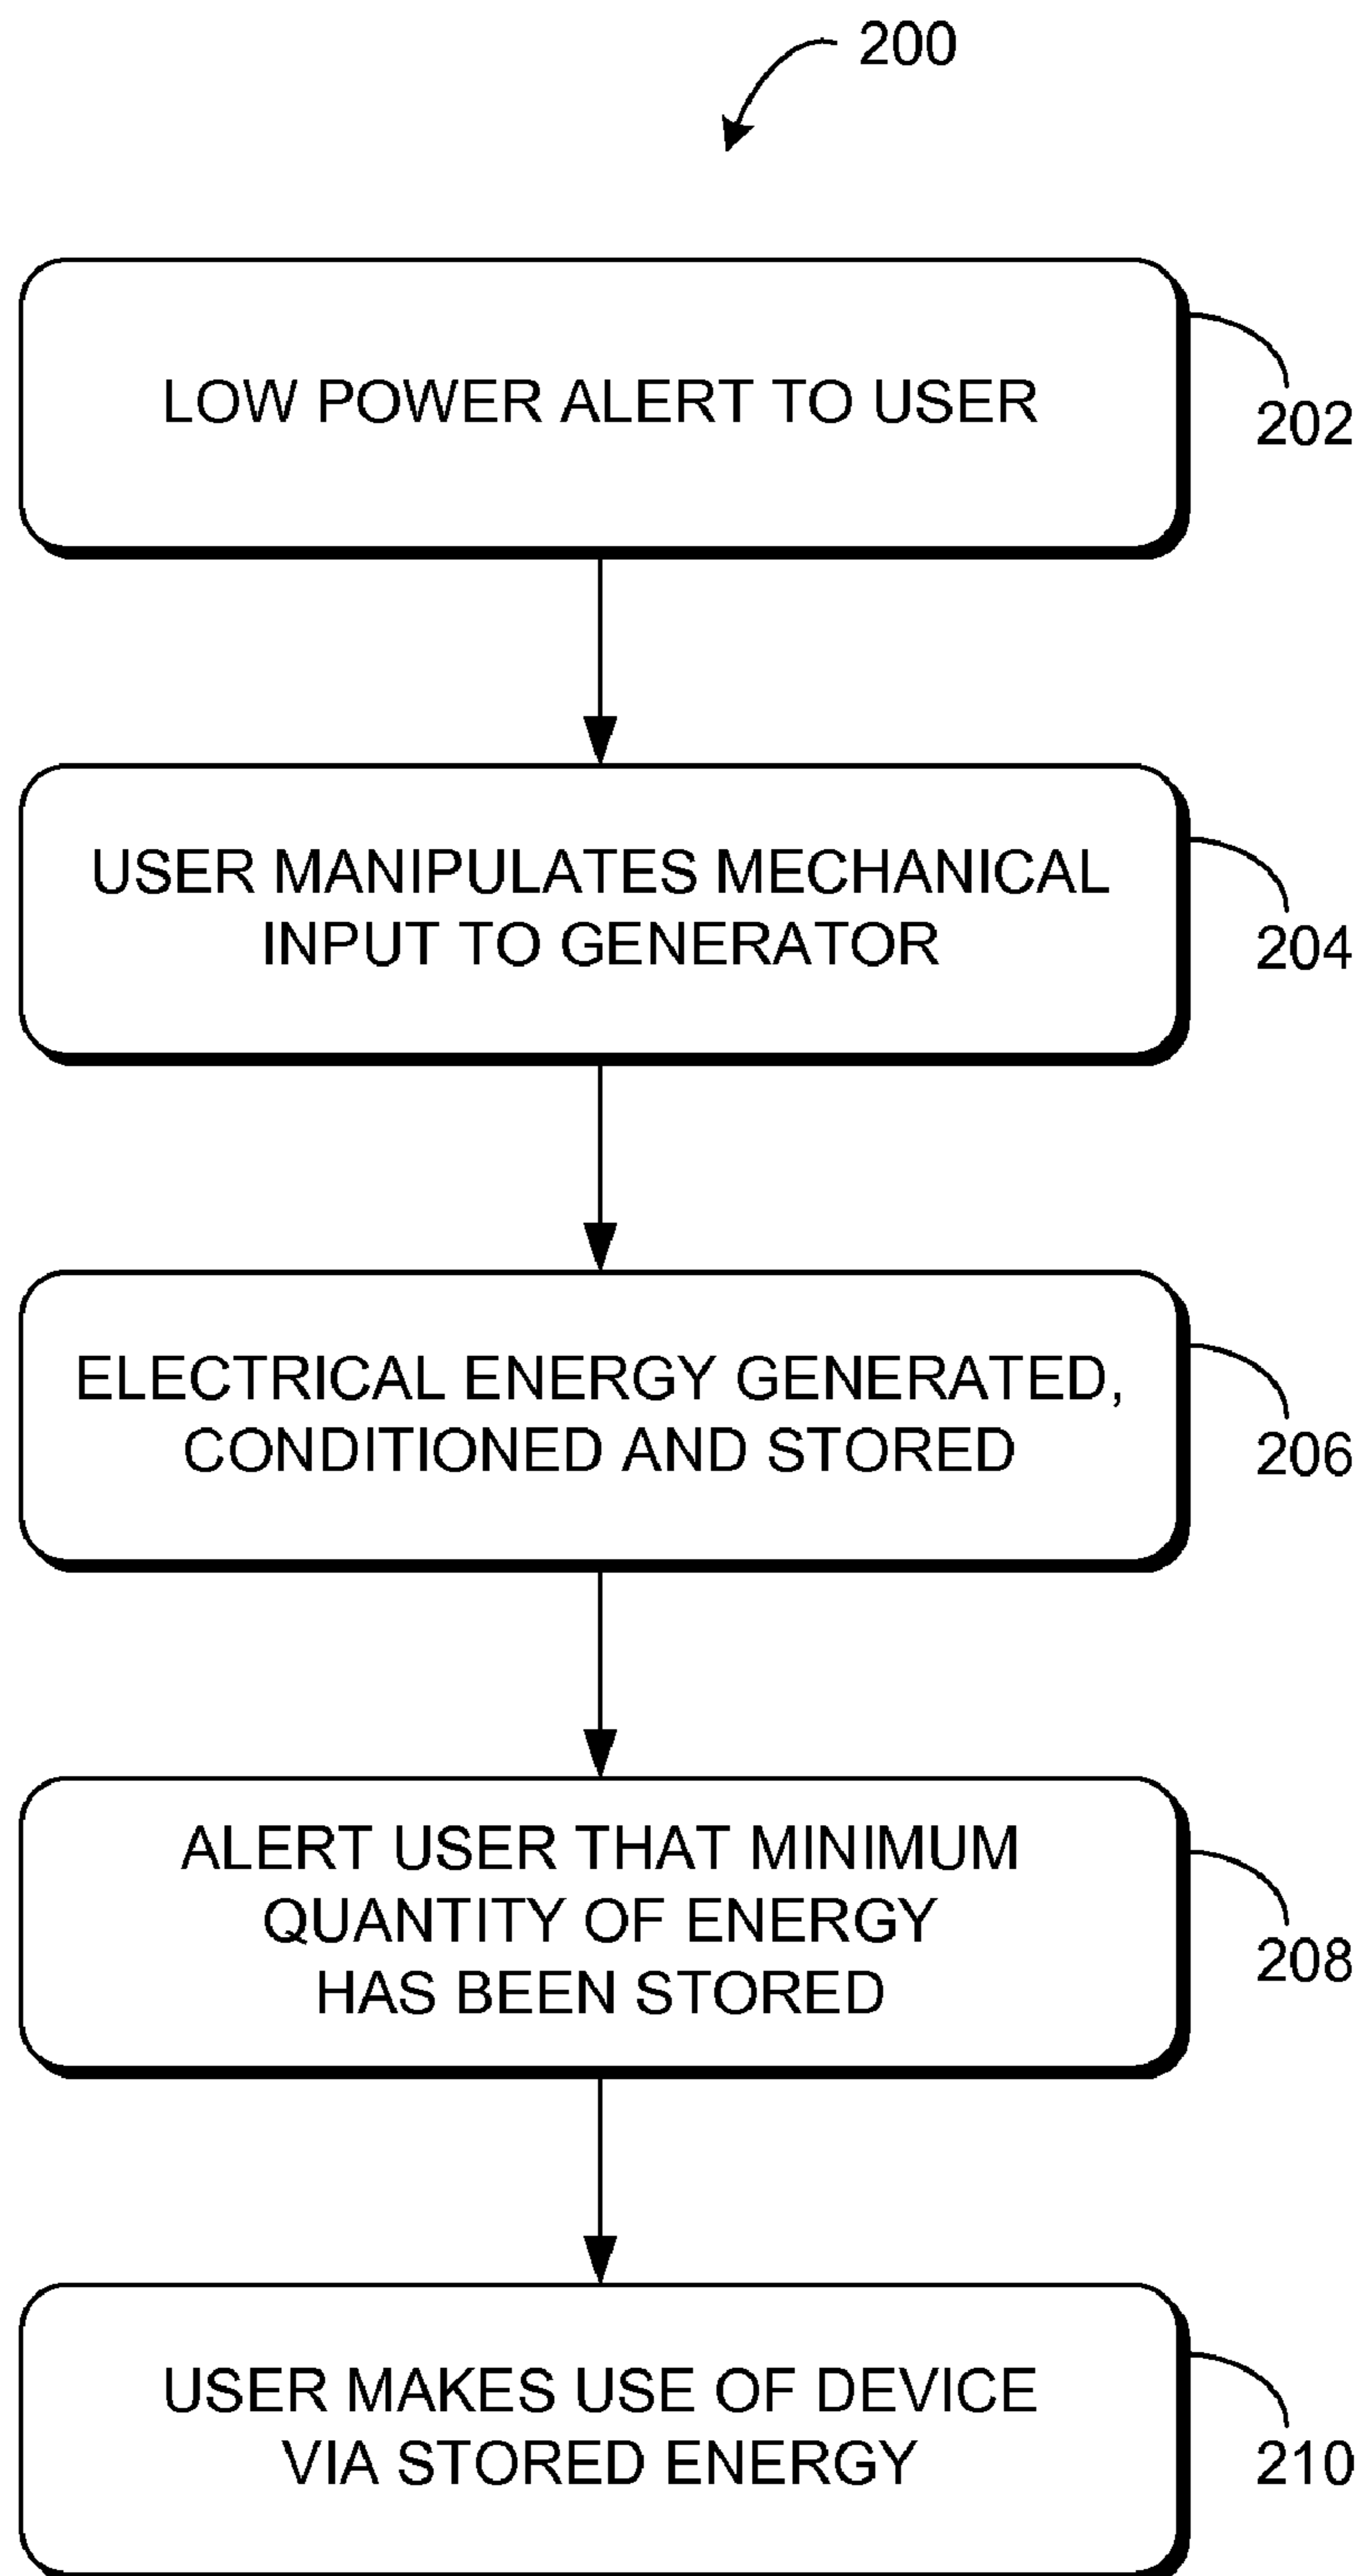 200
LOW POWER ALERT TO USER
202
USER MANIPULATES MECHANICAL
INPUT TO GENERATOR
204
ELECTRICAL ENERGY GENERATED,
CONDITIONED AND STORED
206
ALERT USER THAT MINIMUM
QUANTITY OF ENERGY
HAS BEEN STORED
208
USER MAKES USE OF DEVICE
VIA STORED ENERGY
210